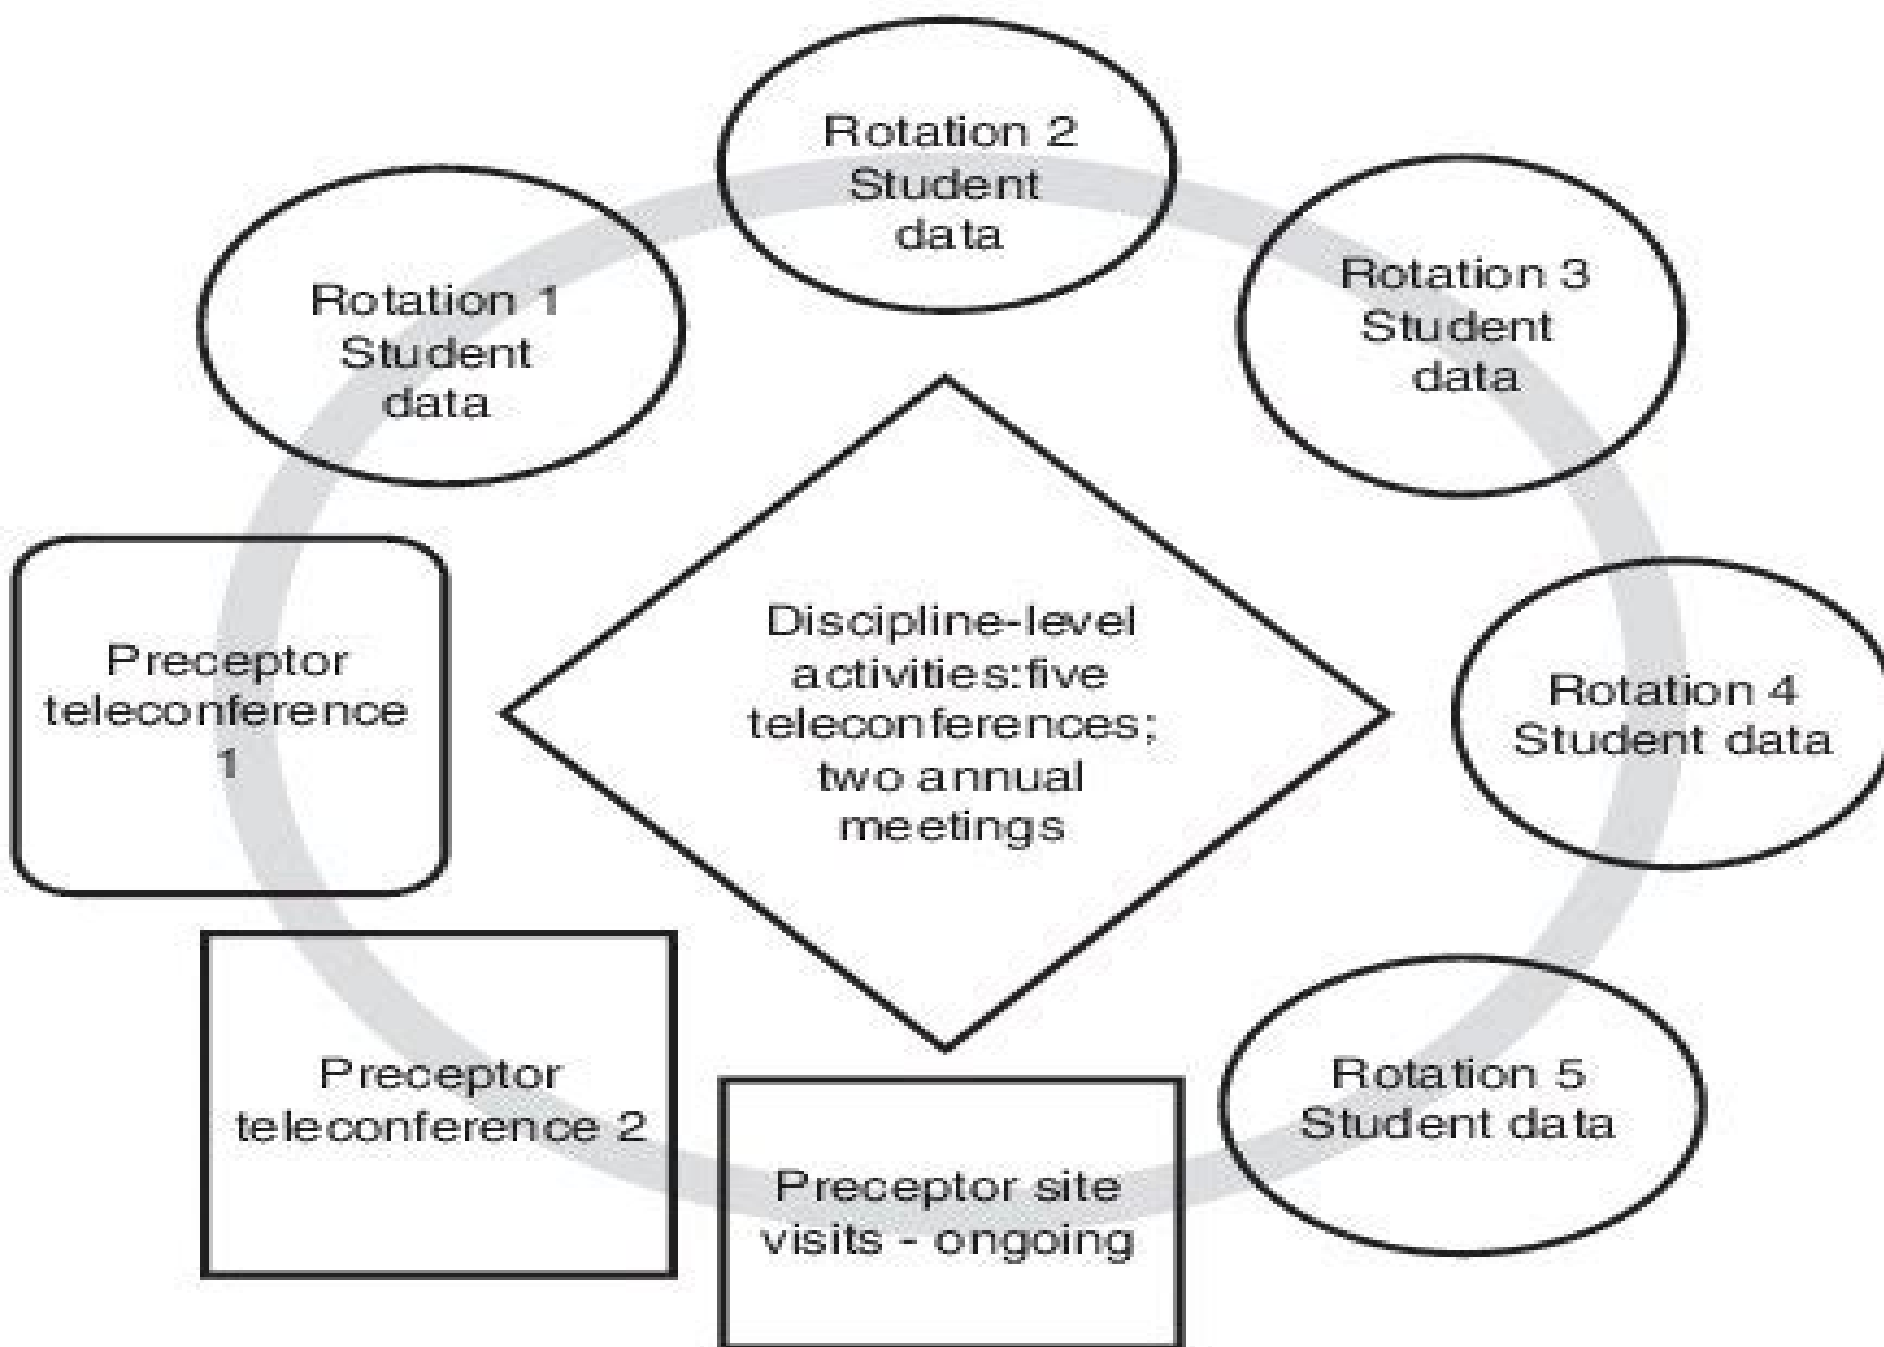 Rotation 2
Student
data
Rotation 1
Student
data
Rotation 3
Student
data
Discipline-level
activities:five
teleconferences;
two annual
meetings
Preceptor
teleconference
1
Rotation 4
Student data
Preceptor
teleconference 2
Rotation 5
Student data
Preceptor site
visits - ongoing